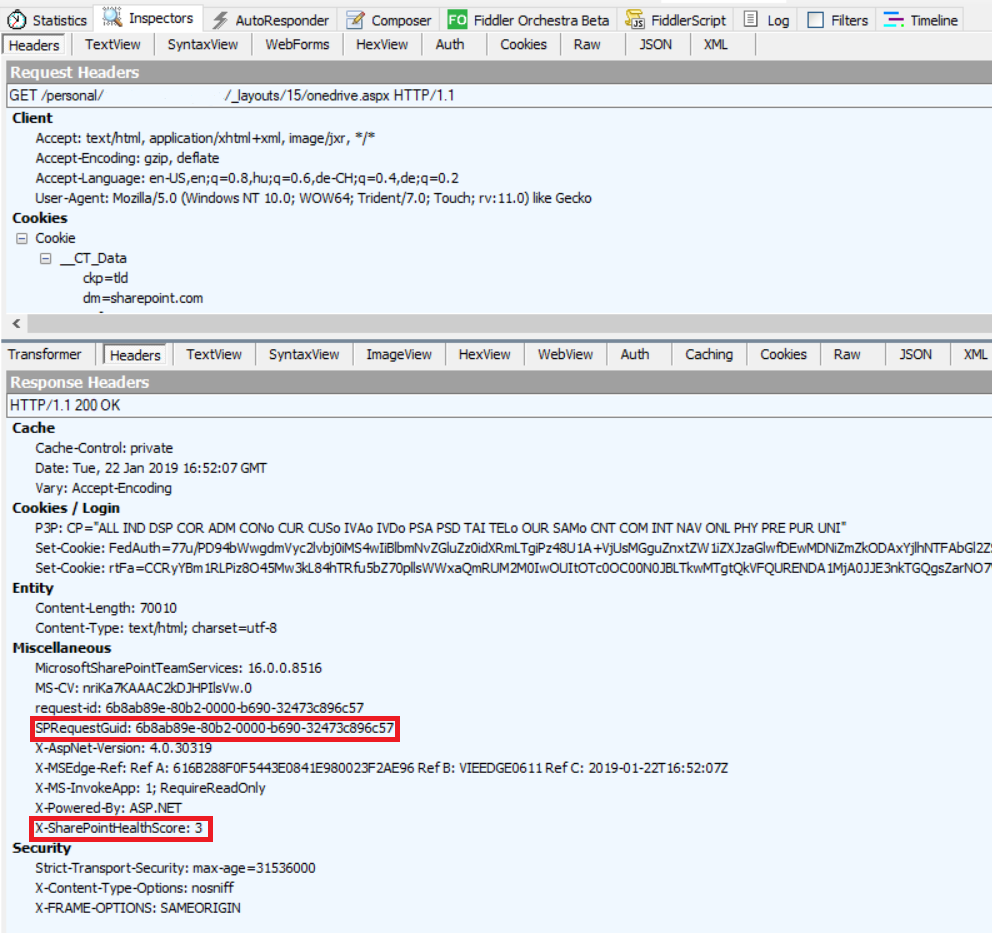 Statistics Inspectors AutoResponder Composer FO Fiddler Orchestra Beta FiddlerScript Log Filters Timeline
Headers TextView SyntaxView WebForms HexView Auth Cookies Raw JSON XML
Request Headers
GET /personal/ /_layouts/15/onedrive.aspx HTTP/1.1
Client
Accept: text/html, application/xhtml+xml, image/jxr, */*
Accept-Encoding: gzip, deflate
Accept-Language: en-US,en;q=0.8,hu;q=0.6,de-CH;q=0.4,de;q=0.2
User-Agent: Mozilla/5.0 (Windows NT 10.0; WOW64; Trident/7.0; Touch; rv:11.0) like Gecko
Cookies
Cookie
__CT_Data
ckp=tld
dm=sharepoint.com
Transformer Headers TextView SyntaxView ImageView HexView WebView Auth Caching Cookies Raw JSON XML
Response Headers
HTTP/1.1 200 OK
Cache
Cache-Control: private
Date: Tue, 22 Jan 2019 16:52:07 GMT
Vary: Accept-Encoding
Cookies / Login
P3P: CP="ALL IND DSP COR ADM CONo CUR CUSo IVAo IVDo PSA PSD TAI TELo OUR SAMo CNT COM INT NAV ONL PHY PRE PUR UNI"
Set-Cookie: FedAuth=77u/PD94bWwgdmVyc2lvbj0iMS4wIiBlbmNvZGluZz0idXRmLTgiPz48U1A+VjUsMGguZnxtZW1iZXJzaGlwfDEwMDNiZmZkODAxYjlhNTFAbGl2ZS
Set-Cookie: rtFa=CCRyYBm1RLPiz8O45Mw3kL84hTRfu5bZ70pllsWWxaQmRUM2M0IwOUItOTc0OC00N0JBLTkwMTgtQkVFQURENDA1MjA0JJE3nkTGQgsZarNO7
Entity
Content-Length: 70010
Content-Type: text/html; charset=utf-8
Miscellaneous
MicrosoftSharePointTeamServices: 16.0.0.8516
MS-CV: nriKa7KAAAC2kDJHPIlsVw.0
request-id: 6b8ab89e-80b2-0000-b690-32473c896c57
SPRequestGuid: 6b8ab89e-80b2-0000-b690-32473c896c57
X-AspNet-Version: 4.0.30319
X-MSEdge-Ref: Ref A: 616B288F0F5443E0841E980023F2AE96 Ref B: VIEEDGE0611 Ref C: 2019-01-22T16:52:07Z
X-MS-InvokeApp: 1; RequireReadOnly
X-Powered-By: ASP.NET
X-SharePointHealthScore: 3
Security
Strict-Transport-Security: max-age=31536000
X-Content-Type-Options: nosniff
X-FRAME-OPTIONS: SAMEORIGIN